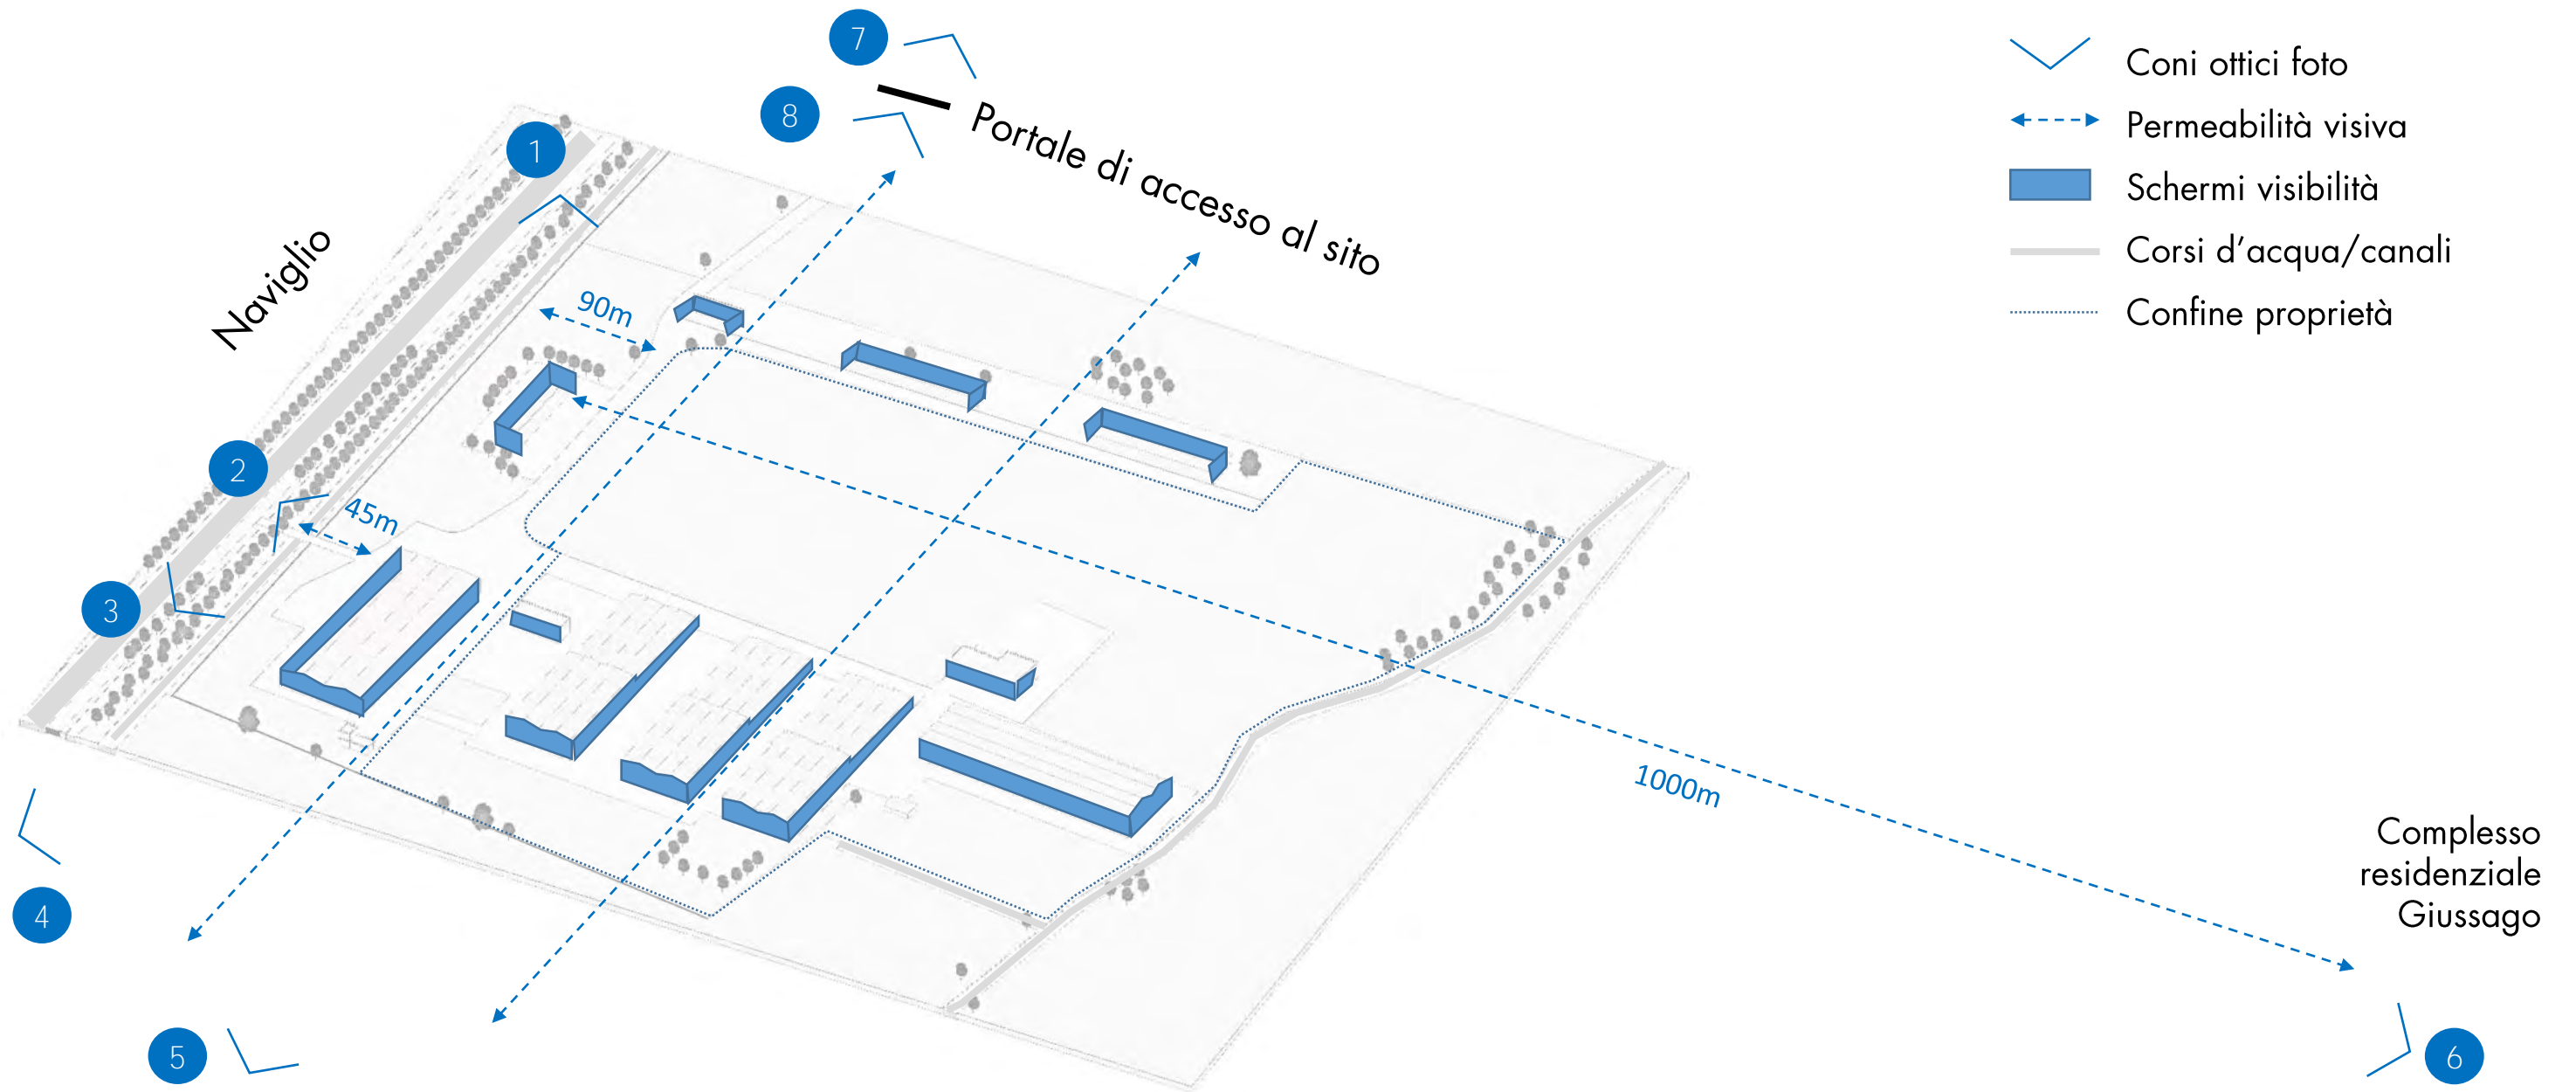 7
8
Portale di accesso al sito
1
Naviglio
90m
2
45m
3
4
5
1000m
Complesso
residenziale
Giussago
6
Coni ottici foto
Permeabilità visiva
Schermi visibilità
Corsi d'acqua/canali
Confine proprietà